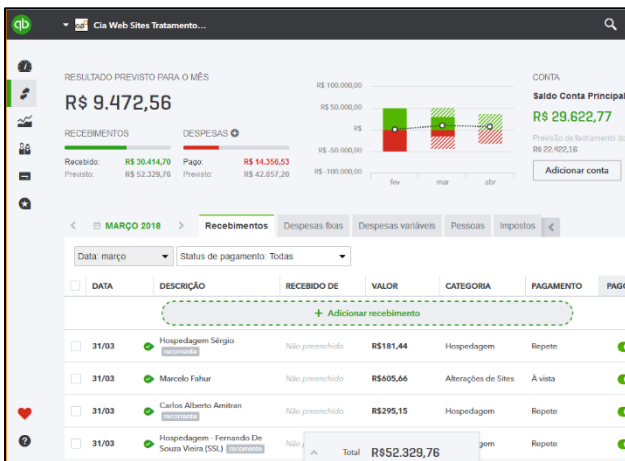 qb
Cia Web Sites Tratamento...
RESULTADO PREVISTO PARA O MÊS
R$ 9.472,56
RECEBIMENTOS
DESPESAS
Recebido: R$ 30.414,70
Previsto: R$ 52.329,76
Pago: R$ 14.356,53
Previsto: R$ 42.857,20
R$ 100.000,00
R$ 50.000,00
R$
R$ -50.000,00
R$ -100.000,00
fev mar abr
CONTA
Saldo Conta Principal
R$ 29.622,77
Previsão de fechamento de
R$ 22.422,16
Adicionar conta
MARÇO 2018
Recebimentos Despesas fixas Despesas variáveis Pessoas Impostos
Data: março Status de pagamento: Todas
DATA DESCRIÇÃO RECEBIDO DE VALOR CATEGORIA PAGAMENTO PAGO
+ Adicionar recebimento
31/03 Hospedagem Sérgio Não preenchido R$181,44 Hospedagem Repete
recorrente
31/03 Marcelo Fahur Não preenchido R$605,66 Alterações de Sites À vista
31/03 Carlos Alberto Amitran Não preenchido R$295,15 Hospedagem Repete
recorrente
31/03 Hospedagem - Fernando De Repete
Souza Vieira (SSL) recorrente
Total R$52.329,76